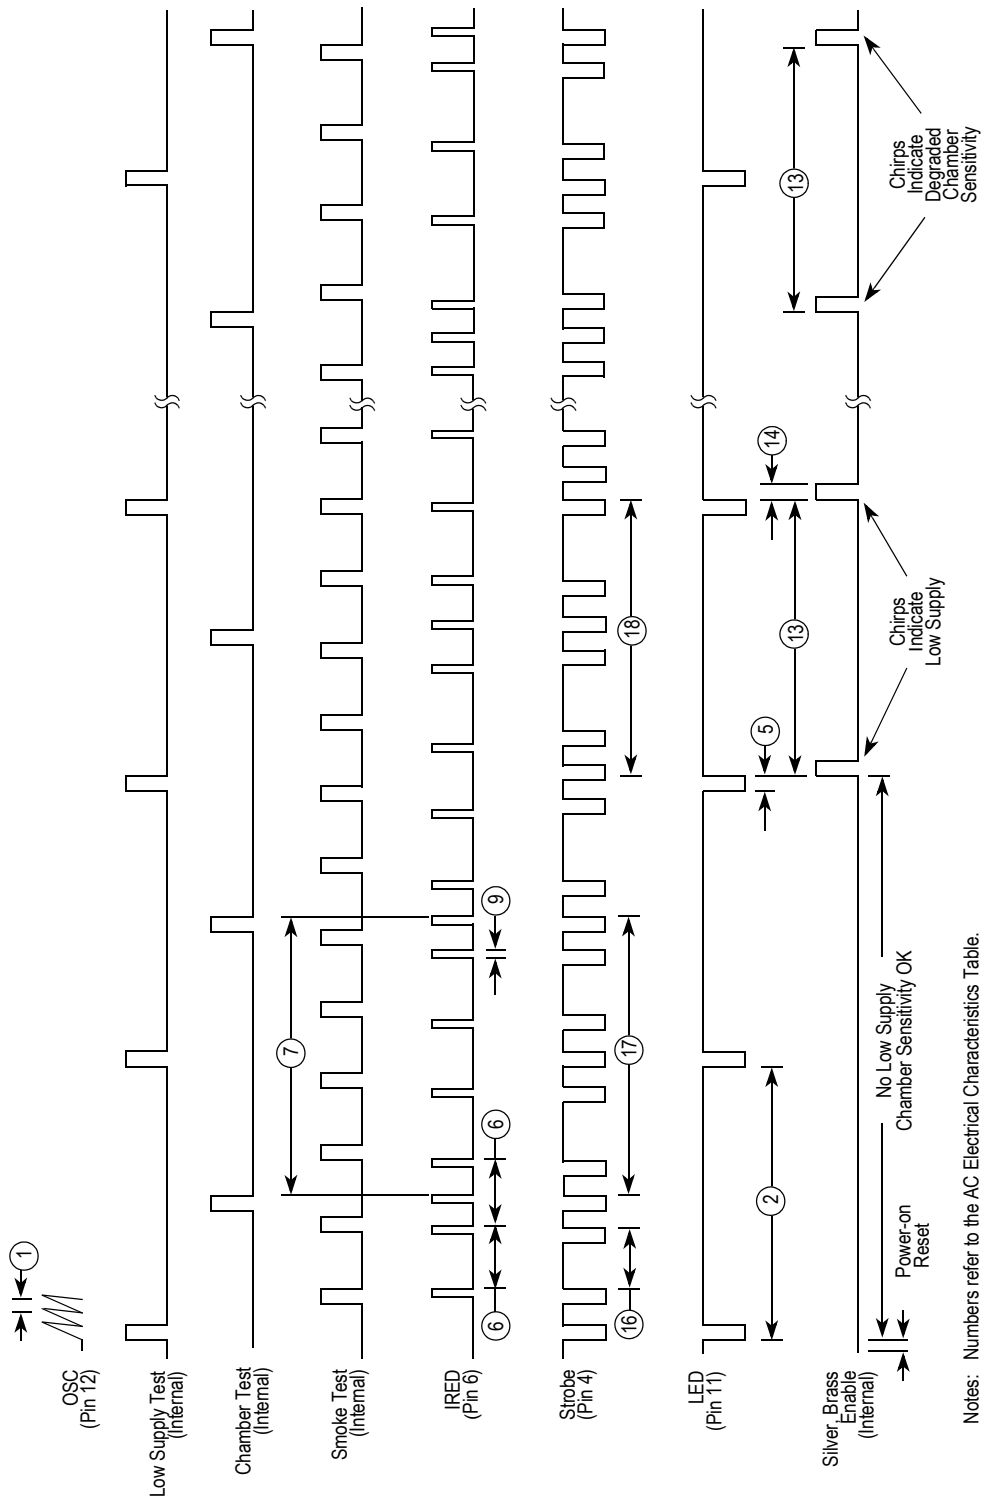 OSC
(Pin 12)
1
Low Supply Test
(Internal)
Chamber Test
(Internal)
7
Smoke Test
(Internal)
IRED
(Pin 6)
6
6
9
Strobe
(Pin 4)
16
17
18
LED
(Pin 11)
2
5
13
14
13
Silver, Brass
Enable
(Internal)
Power-on
Reset
No Low Supply
Chamber Sensitivity OK
Chirps
Indicate
Low Supply
Chirps
Indicate
Degraded
Chamber
Sensitivity
Notes: Numbers refer to the AC Electrical Characteristics Table.